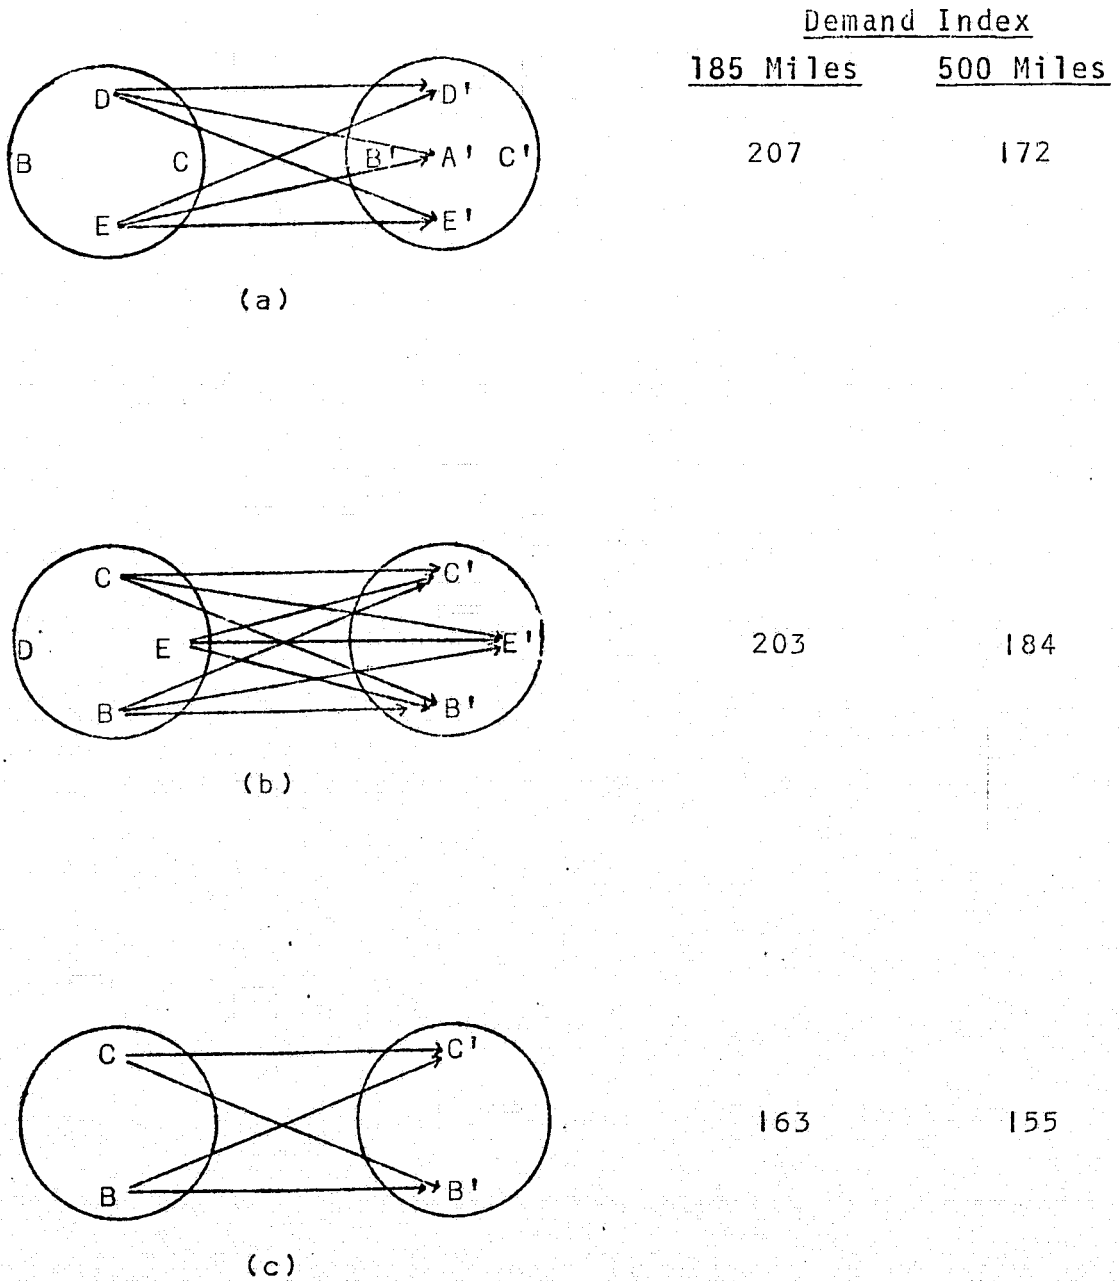 Demand Index
185 Miles 500 Miles
D D'
B C B' A' C' 207 172
E E'
(a)
C C'
D E E' 203 184
B B'
(b)
C C'
163 155
B B'
(c)